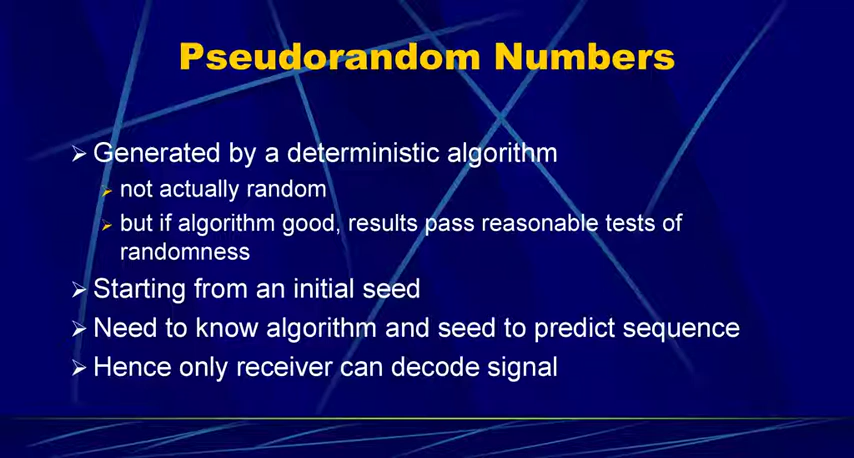 Pseudorandom Numbers
Generated by a deterministic algorithm
not actually random
but if algorithm good, results pass reasonable tests of
randomness
Starting from an initial seed
Need to know algorithm and seed to predict sequence
Hence only receiver can decode signal